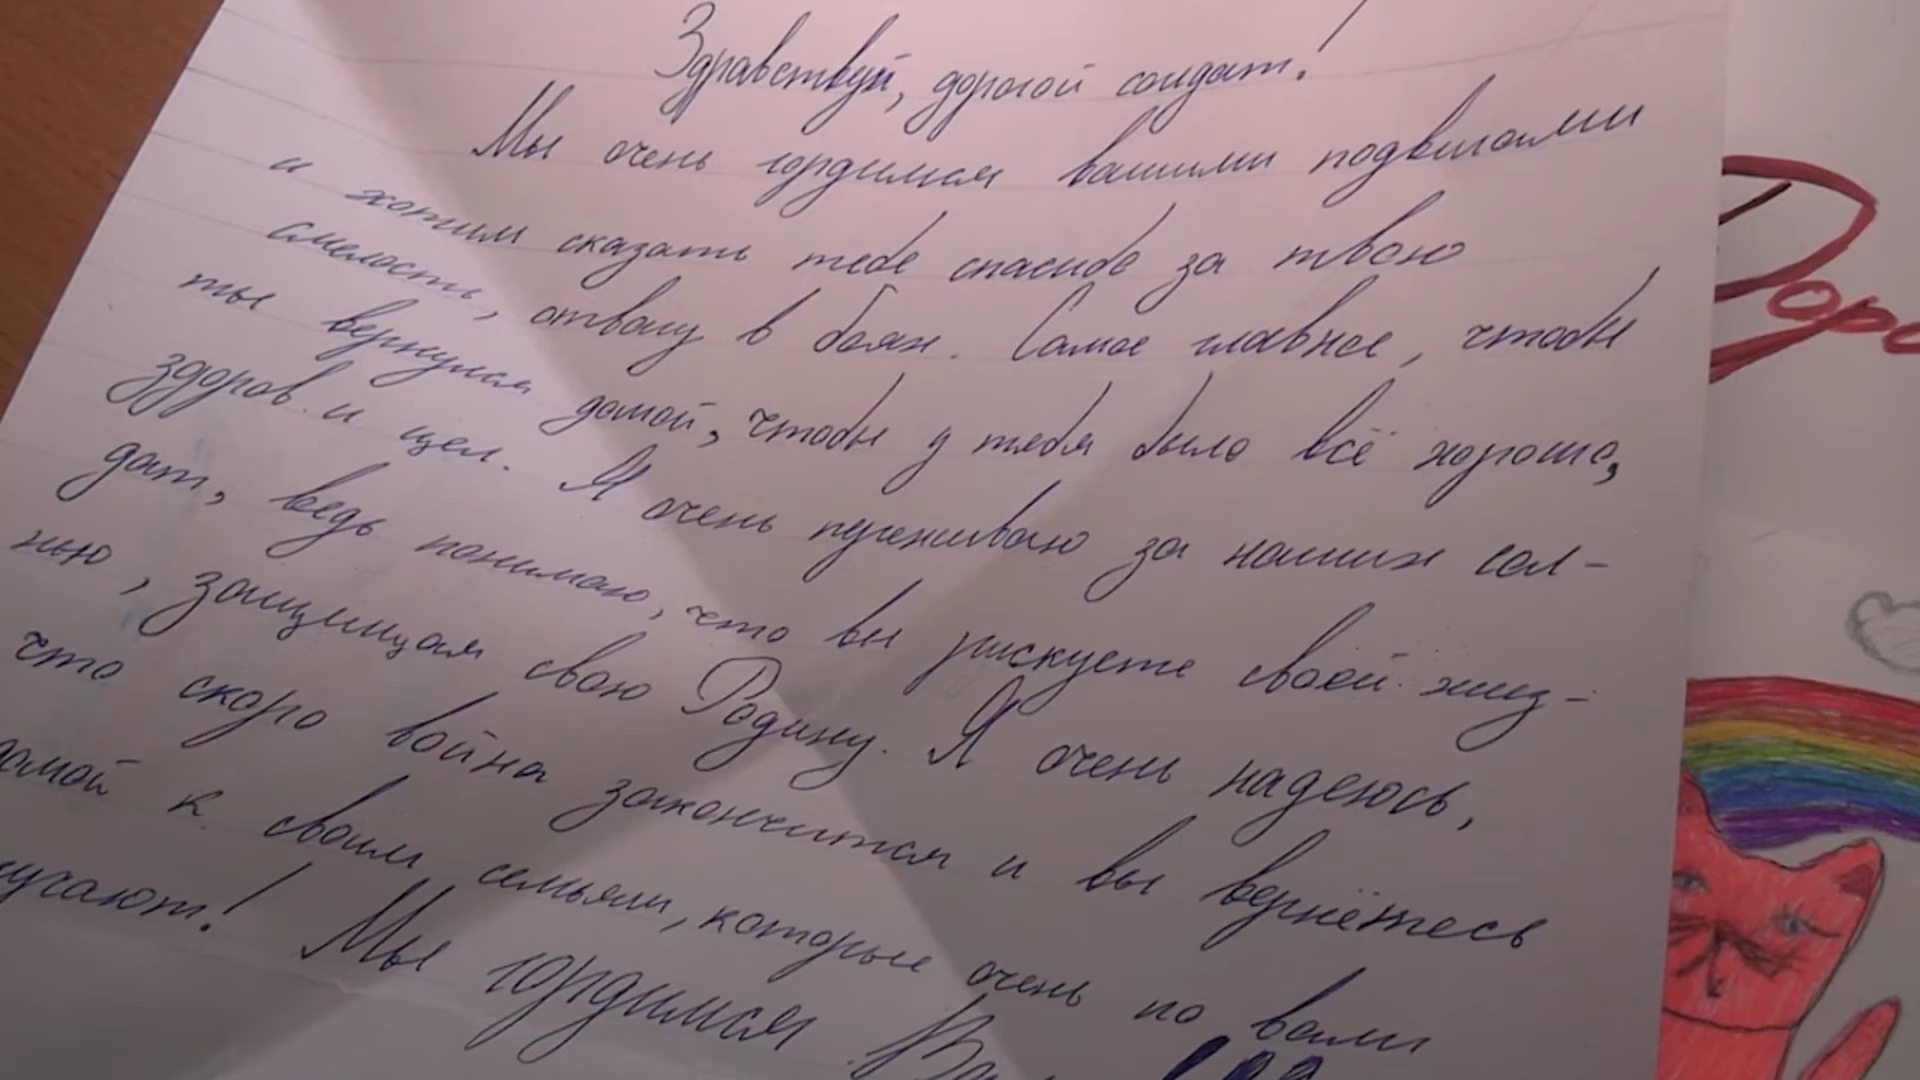 Здравствуй, дорогой солдат!
Мы очень гордимся вашими подвигами
и хотим сказать тебе спасибо за твою
смелость, отвагу в боях. Самое главное, чтобы
ты вернулся домой, чтобы у тебя было всё хорошо,
здоров и цел. Я очень переживаю за наших сол-
дат, ведь понимаю, что вы рискуете своей жиз-
нью, защищая свою Родину. Я очень надеюсь,
что скоро война закончится и вы вернётесь
домой к своим семьям, которые очень по вами
скучают! Мы гордимся
Доро